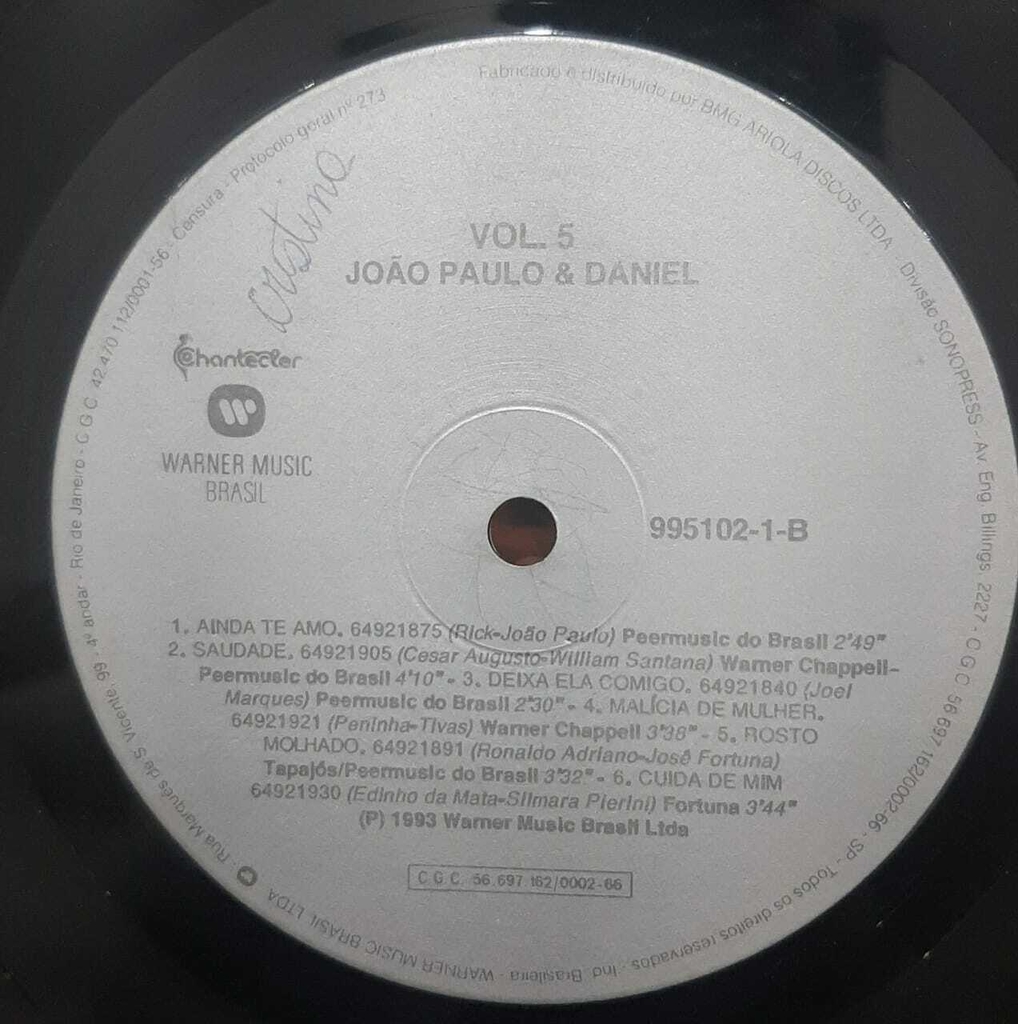 Fabricado e distribuído por BMG ARIOLA DISCOS LTDA Divisão SONOPRESS - Av. Eng. Billings 2227 - C G C 56 697 162/0002-66 - SP - Todos os direitos reservados - Ind Brasileira - WARNER MUSIC BRASIL LTDA
Rua Marquês de S. Vicente, 99 - 4º andar - Rio de Janeiro - C G C 42 470 112/0001-56 - Censura - Protocolo geral nº 273
cristina
VOL. 5
JOÃO PAULO & DANIEL
Chantecler
WARNER MUSIC
BRASIL
995102-1-B
1. AINDA TE AMO. 64921875 (Rick-João Paulo) Peermusic do Brasil 2'49"
2. SAUDADE. 64921905 (Cesar Augusto-William Santana) Warner Chappell-
Peermusic do Brasil 4'10" - 3. DEIXA ELA COMIGO. 64921840 (Joel
Marques) Peermusic do Brasil 2'30" - 4. MALÍCIA DE MULHER.
64921921 (Peninha-Tivas) Warner Chappell 3'38" - 5. ROSTO
MOLHADO. 64921891 (Ronaldo Adriano-José Fortuna)
Tapajós/Peermusic do Brasil 3'32" - 6. CUIDA DE MIM
64921930 (Edinho da Mata-Silmara Pierini) Fortuna 3'44"
(P) 1993 Warner Music Brasil Ltda
C G C. 56.697.162/0002-66